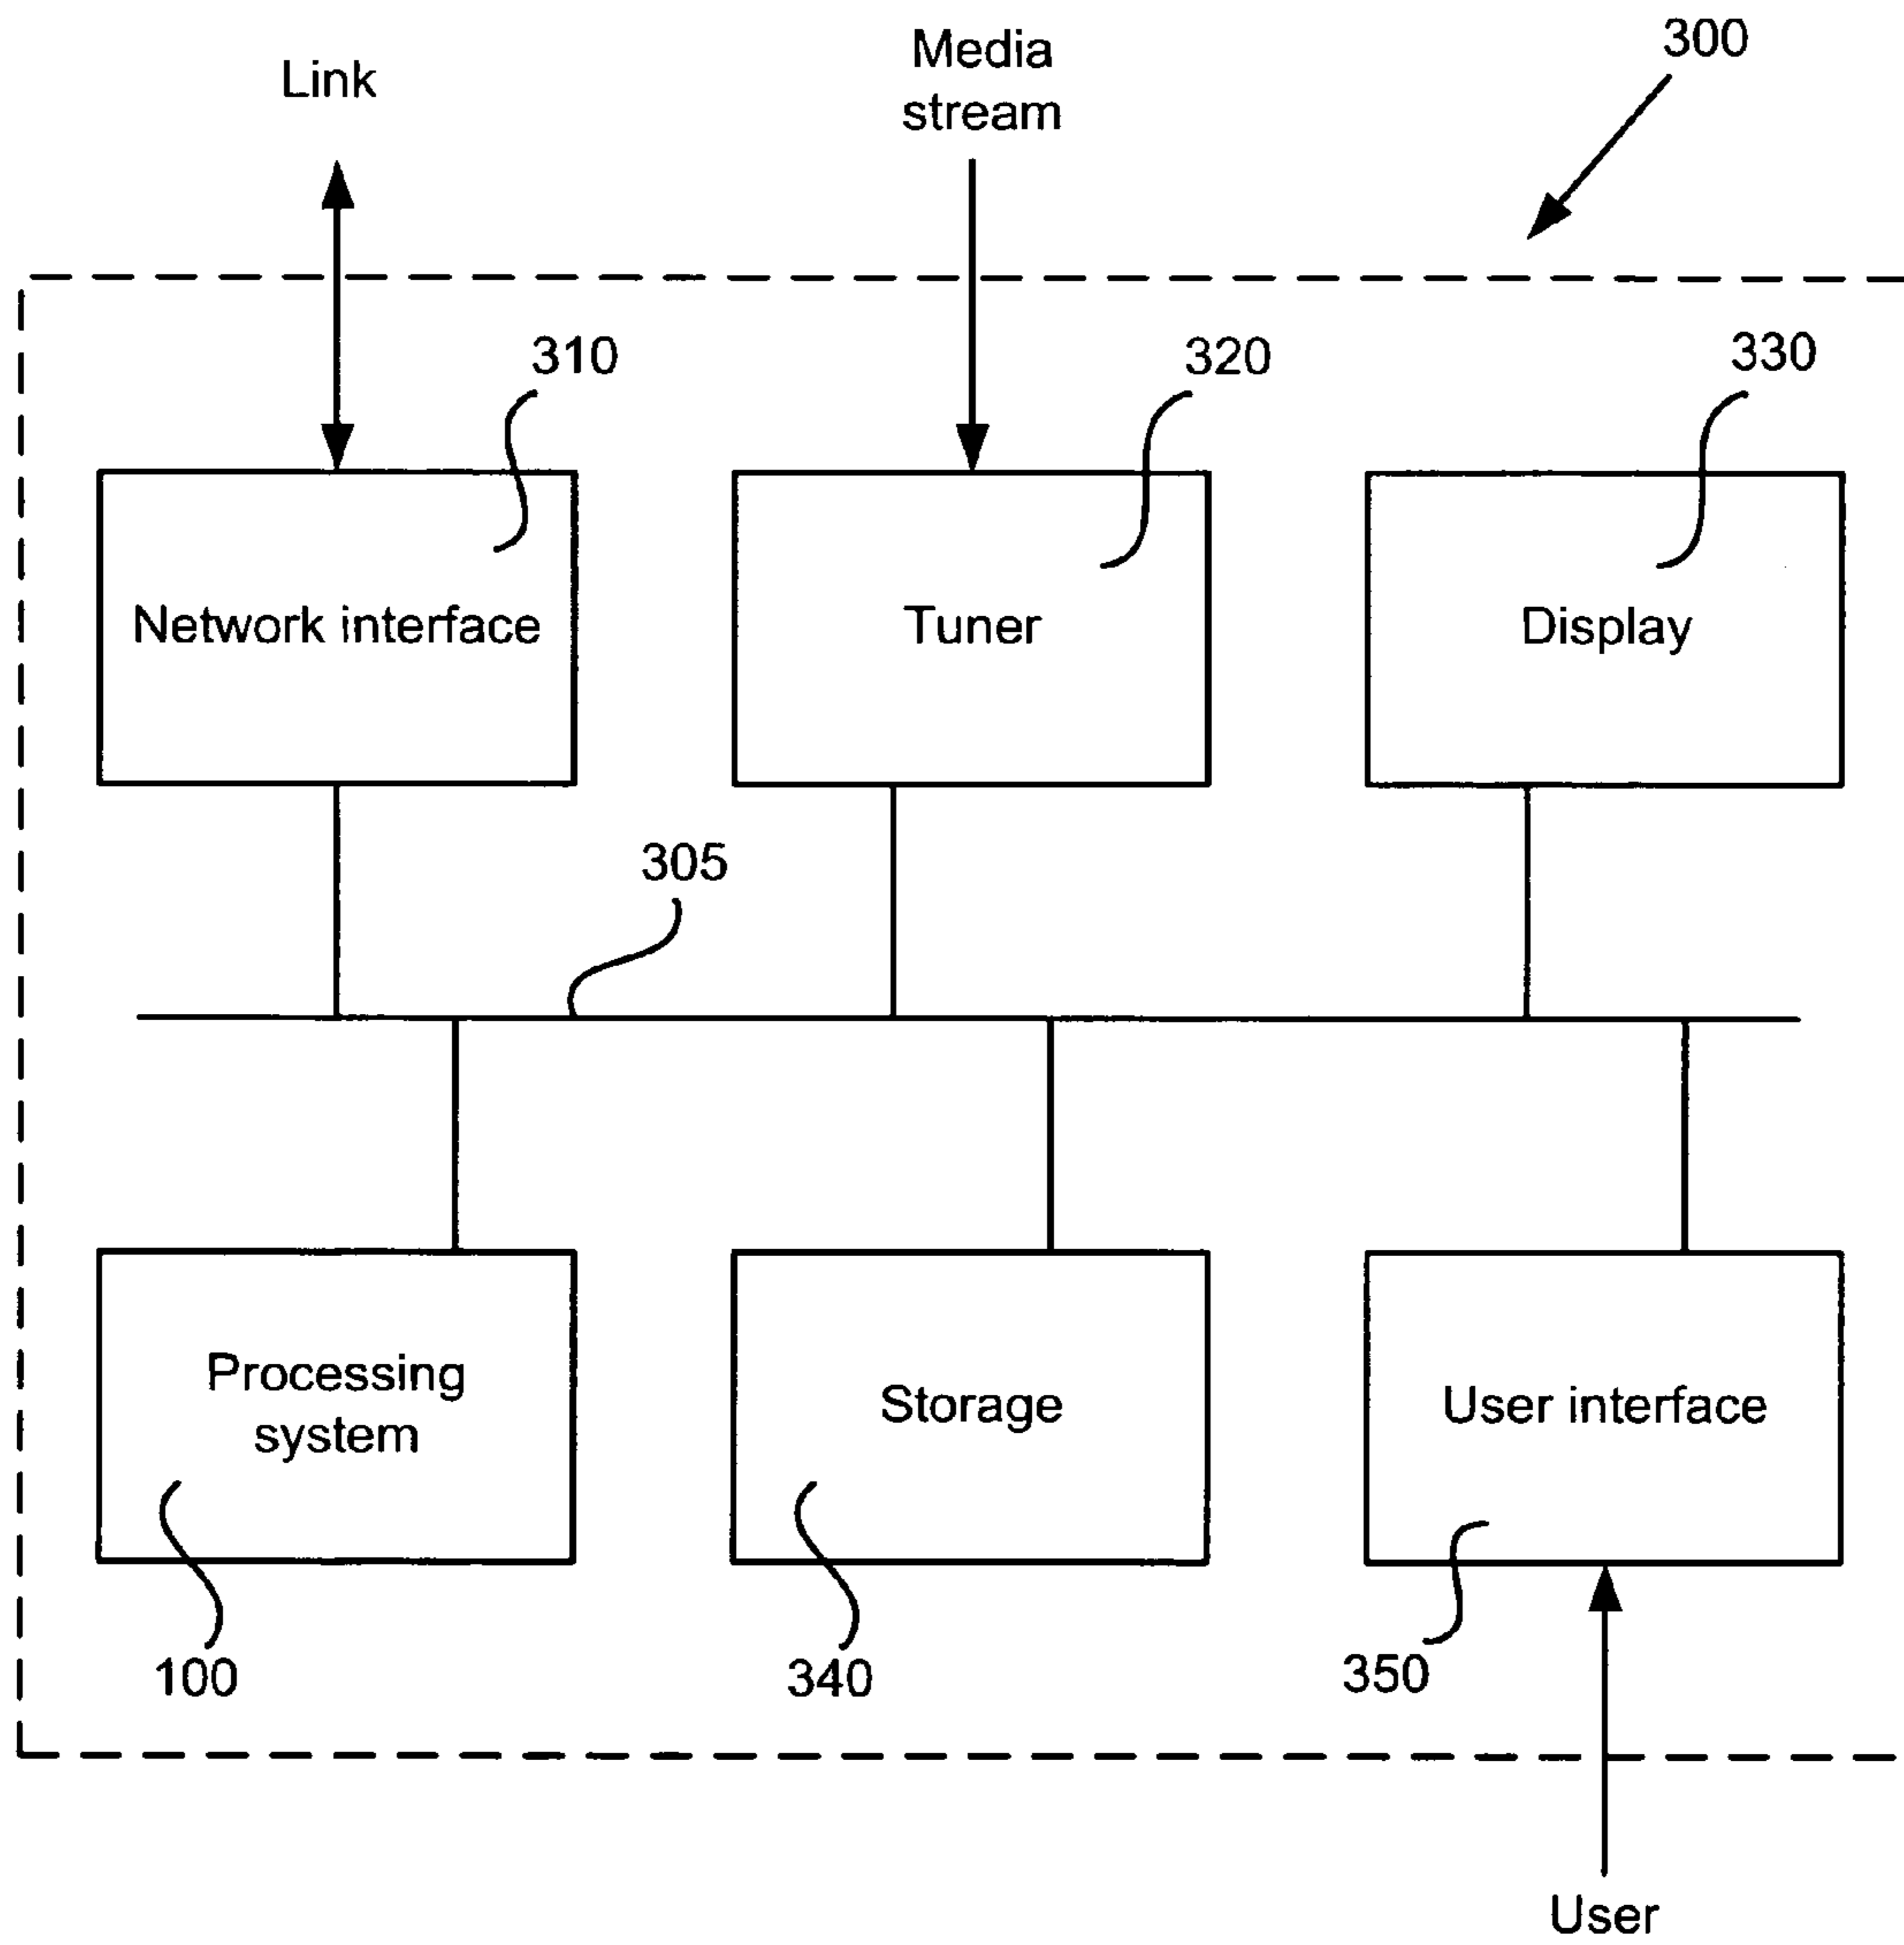 300
Media
stream
Link
310
320
330
Network interface
Tuner
Display
305
Processing
system
Storage
User interface
100
340
350
User